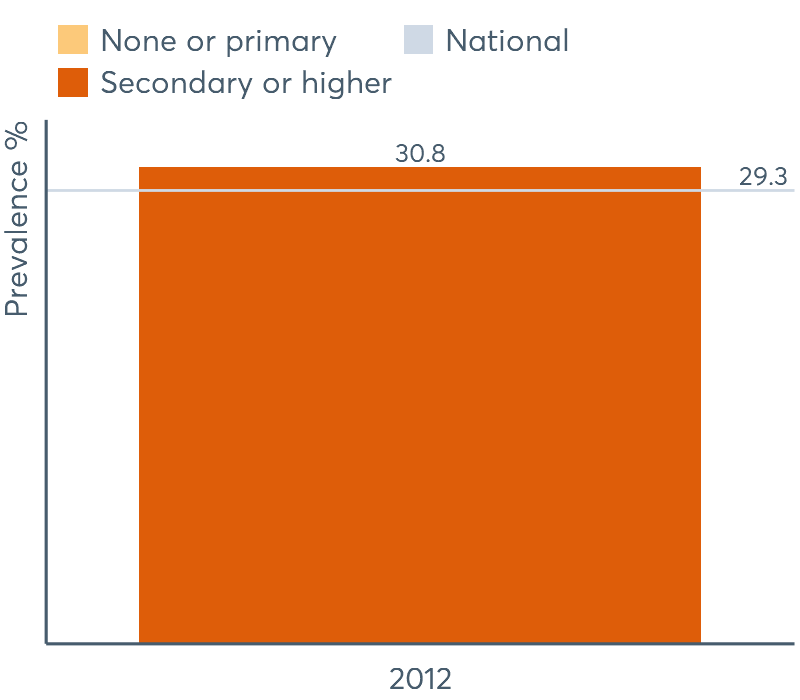 None or primary
National
Secondary or higher
Prevalence %
30.8
29.3
2012